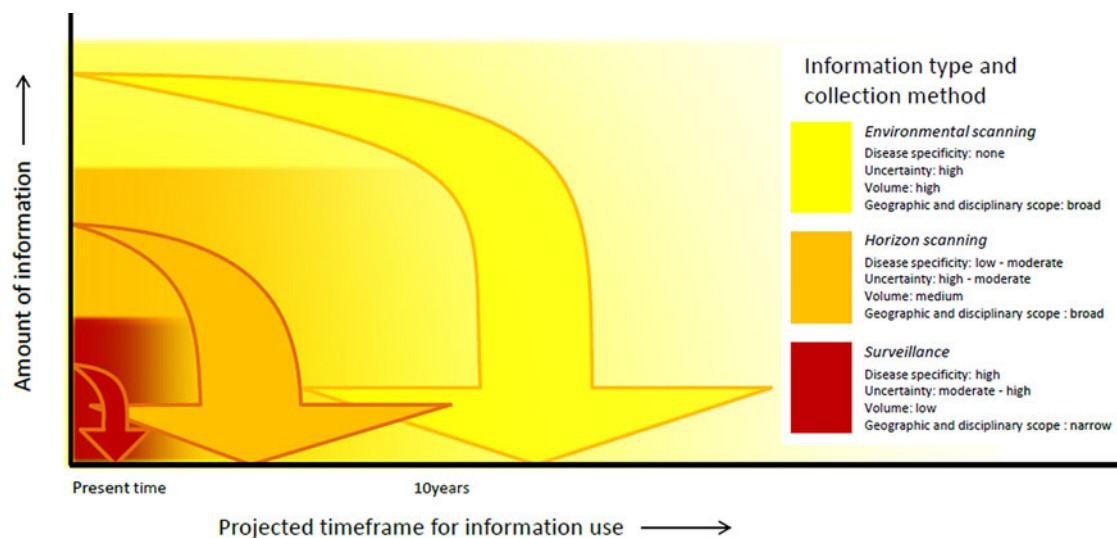 Amount of information
Information type and
collection method
Environmental scanning
Disease specificity: none
Uncertainty: high
Volume: high
Geographic and disciplinary scope: broad
Horizon scanning
Disease specificity: low - moderate
Uncertainty: high - moderate
Volume: medium
Geographic and disciplinary scope : broad
Surveillance
Disease specificity: high
Uncertainty: moderate - high
Volume: low
Geographic and disciplinary scope : narrow
Present time
10years
Projected timeframe for information use